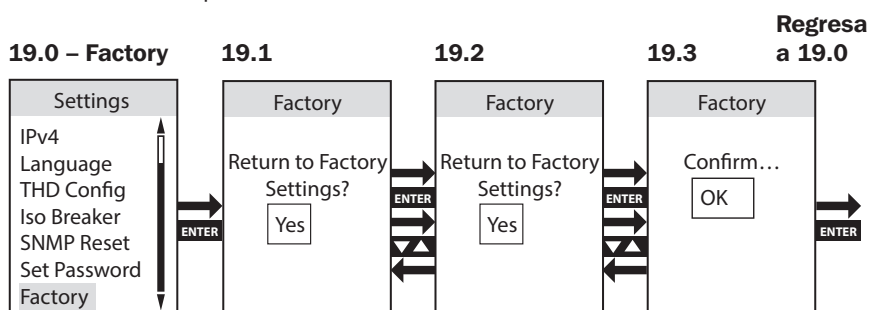 Regresa
19.0 – Factory 19.1 19.2 19.3 a 19.0
Settings
IPv4
Language
THD Config
Iso Breaker
SNMP Reset
Set Password
Factory
ENTER
Factory
Return to Factory
Settings?
Yes
ENTER
Factory
Return to Factory
Settings?
Yes
ENTER
Factory
Confirm…
OK
ENTER